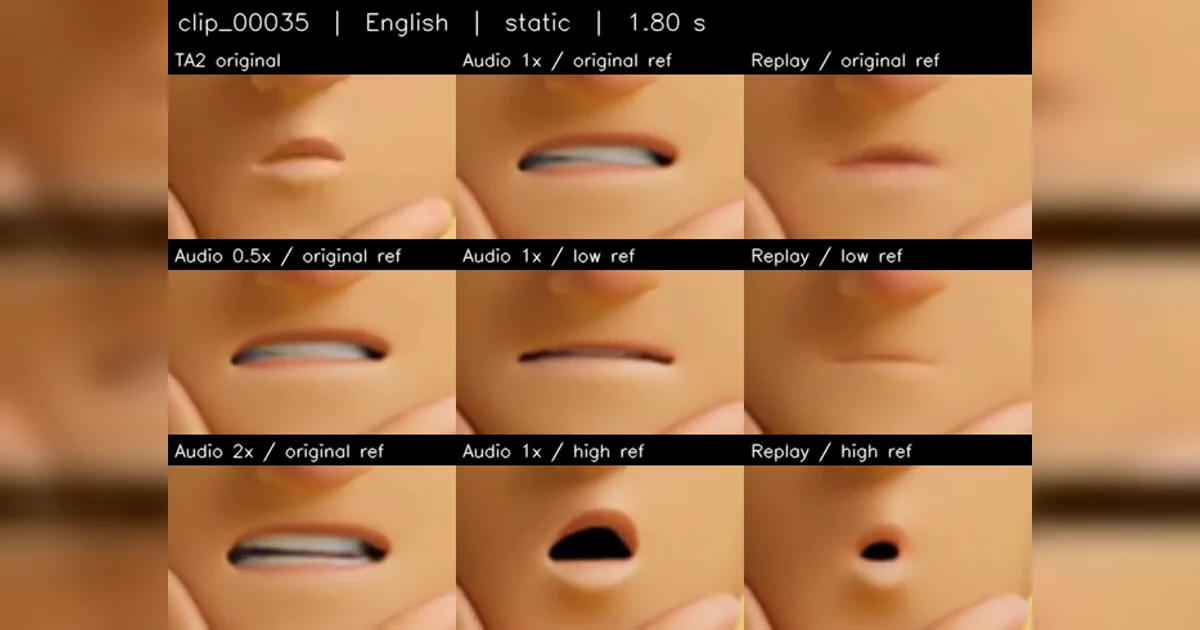 clip_00035 | English | static | 1.80 s
TA2 original
Audio 1x / original ref
Replay / original ref
Audio 0.5x / original ref
Audio 1x / low ref
Replay / low ref
Audio 2x / original ref
Audio 1x / high ref
Replay / high ref